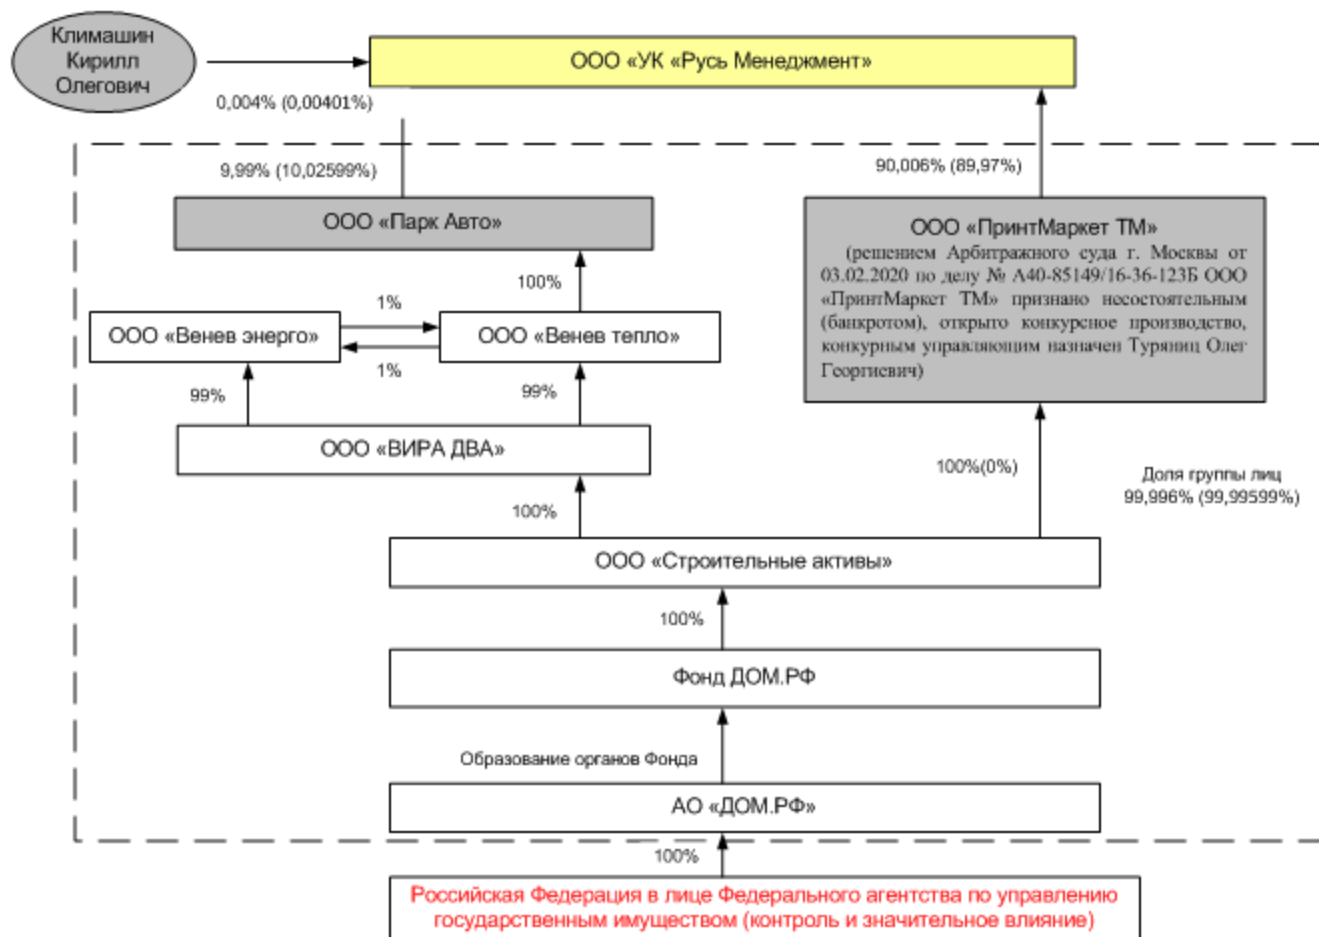 Климашин
Кирилл
Олегович
ООО «УК «Русь Менеджмент»
0,004% (0,00401%)
9,99% (10,02599%)
90,006% (89,97%)
ООО «Парк Авто»
ООО «ПринтМаркет ТМ»
(решением Арбитражного суда г. Москвы от
03.02.2020 по делу № А40-85149/16-36-123Б ООО
«ПринтМаркет ТМ» признано несостоятельным
(банкротом), открыто конкурсное производство,
конкурным управляющим назначен Туряниц Олег
Георгиевич)
100%
1%
ООО «Венев энерго»
ООО «Венев тепло»
1%
99%
99%
ООО «ВИРА ДВА»
100%(0%)
Доля группы лиц
99,996% (99,99599%)
100%
ООО «Строительные активы»
100%
Фонд ДОМ.РФ
Образование органов Фонда
АО «ДОМ.РФ»
100%
Российская Федерация в лице Федерального агентства по управлению
государственным имуществом (контроль и значительное влияние)